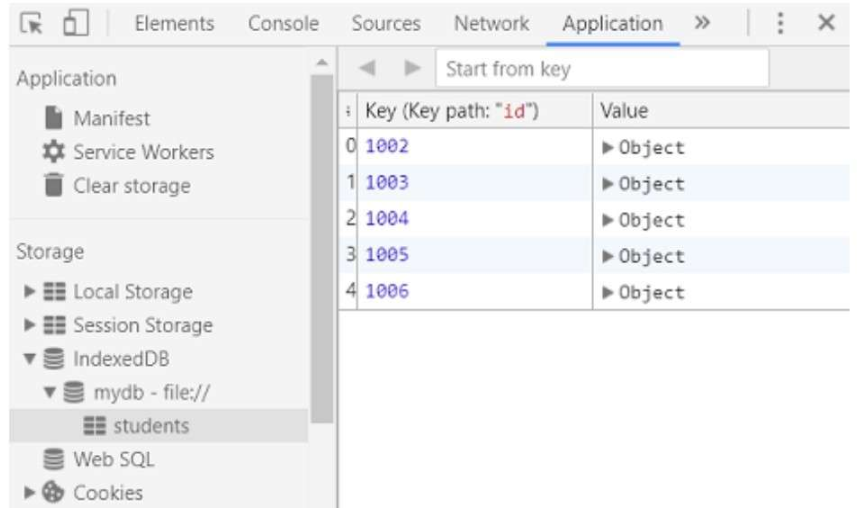 Elements Console Sources Network Application »
Application
Manifest
Service Workers
Clear storage
Storage
Local Storage
Session Storage
IndexedDB
mydb - file://
students
Web SQL
Cookies
Start from key
Key (Key path: "id") Value
0 1002 ▶Object
1 1003 ▶Object
2 1004 ▶Object
3 1005 ▶Object
4 1006 ▶Object